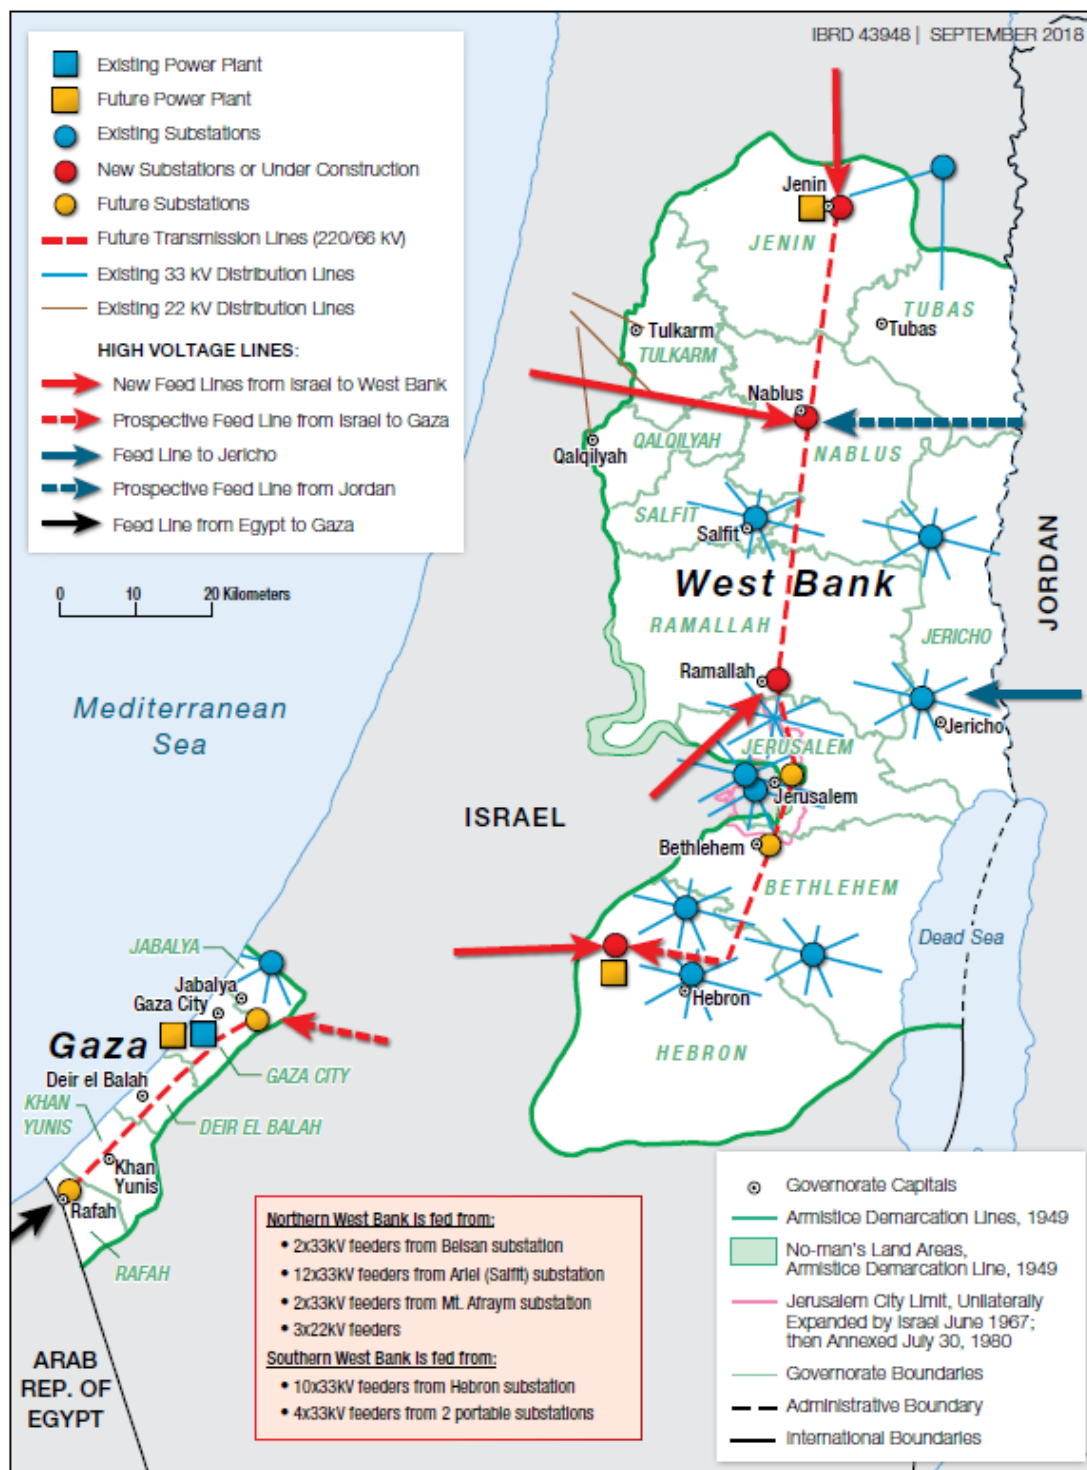 IBRD 43948 | SEPTEMBER 2018
Existing Power Plant
Future Power Plant
Existing Substations
New Substations or Under Construction
Future Substations
Future Transmission Lines (220/66 kV)
Existing 33 kV Distribution Lines
Existing 22 kV Distribution Lines
HIGH VOLTAGE LINES:
New Feed Lines from Israel to West Bank
Prospective Feed Line from Israel to Gaza
Feed Line to Jericho
Prospective Feed Line from Jordan
Feed Line from Egypt to Gaza
0 10 20 Kilometers
Jenin
JENIN
TUBAS
Tubas
Tulkarm
TULKARM
Nablus
QALQILYAH
Qalqilyah
NABLUS
SALFIT
Salfit
West Bank
JORDAN
RAMALLAH
JERICHO
Ramallah
Jericho
Mediterranean
Sea
JERUSALEM
Jerusalem
ISRAEL
Bethlehem
BETHLEHEM
Dead Sea
Hebron
HEBRON
JABALYA
Jabalya
Gaza City
Gaza
GAZA CITY
Deir el Balah
KHAN
YUNIS
DEIR EL BALAH
Khan
Yunis
Rafah
RAFAH
ARAB
REP. OF
EGYPT
Northern West Bank is fed from:
• 2x33kV feeders from Beisan substation
• 12x33kV feeders from Ariel (Salfit) substation
• 2x33kV feeders from Mt. Afraym substation
• 3x22kV feeders
Southern West Bank is fed from:
• 10x33kV feeders from Hebron substation
• 4x33kV feeders from 2 portable substations
Governorate Capitals
Armistice Demarcation Lines, 1949
No-man's Land Areas,
Armistice Demarcation Line, 1949
Jerusalem City Limit, Unilaterally
Expanded by Israel June 1967;
then Annexed July 30, 1980
Governorate Boundaries
Administrative Boundary
International Boundaries